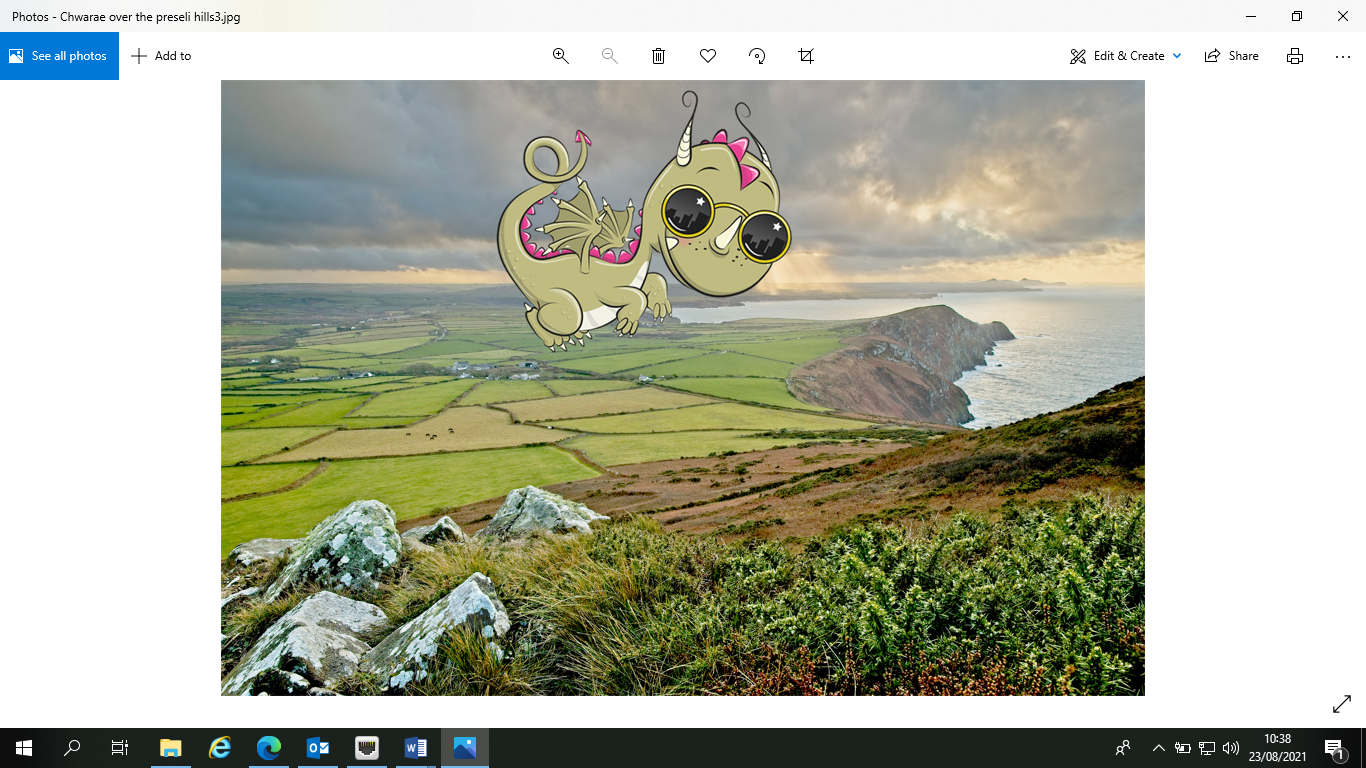 Photos - Chwarae over the preseli hills3.jpg
See all photos
Add to
Edit & Create
Share
10:38
23/08/2021
1